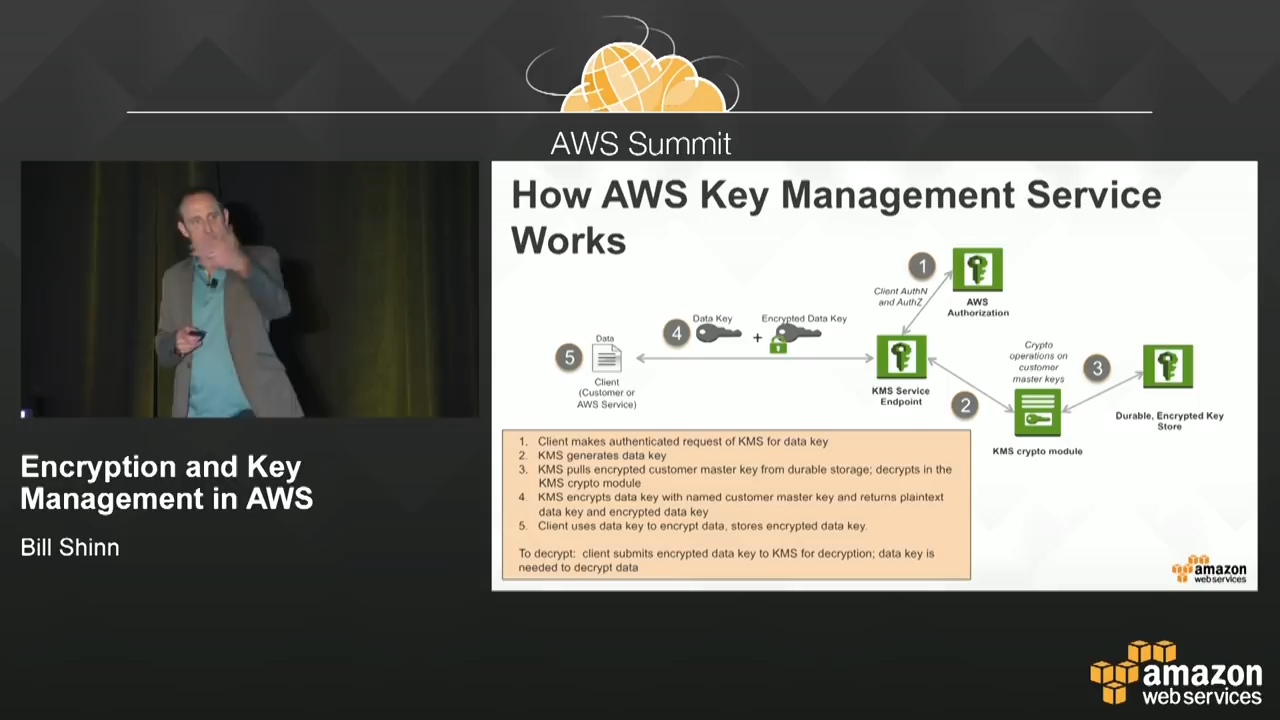 AWS Summit
How AWS Key Management Service
Works
1
Client AuthN
and AuthZ
AWS
Authorization
Data Key
Encrypted Data Key
4
+
5
Data
Client
(Customer or
AWS Service)
KMS Service
Endpoint
2
Crypto
operations on
customer
master keys
3
KMS crypto module
Durable, Encrypted Key
Store
1. Client makes authenticated request of KMS for data key
2. KMS generates data key
3. KMS pulls encrypted customer master key from durable storage; decrypts in the
KMS crypto module
4. KMS encrypts data key with named customer master key and returns plaintext
data key and encrypted data key
5. Client uses data key to encrypt data, stores encrypted data key.
To decrypt: client submits encrypted data key to KMS for decryption; data key is
needed to decrypt data
amazon
web services
Encryption and Key
Management in AWS
Bill Shinn
amazon
web services